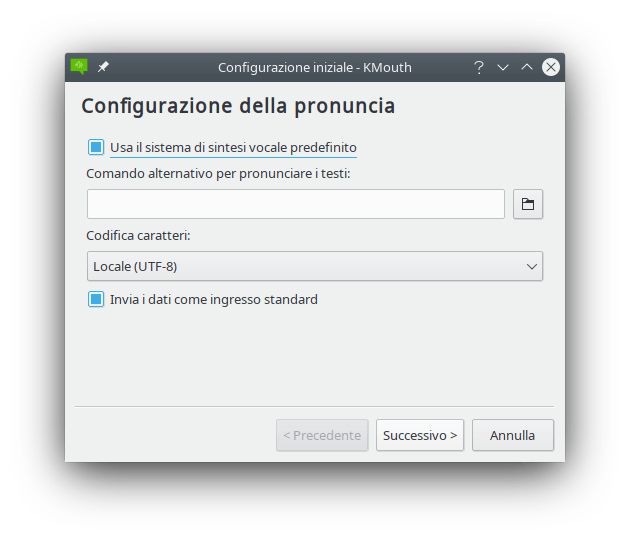 Configurazione iniziale - KMouth
Configurazione della pronuncia
Usa il sistema di sintesi vocale predefinito
Comando alternativo per pronunciare i testi:
Codifica caratteri:
Locale (UTF-8)
Invia i dati come ingresso standard
< Precedente Successivo > Annulla